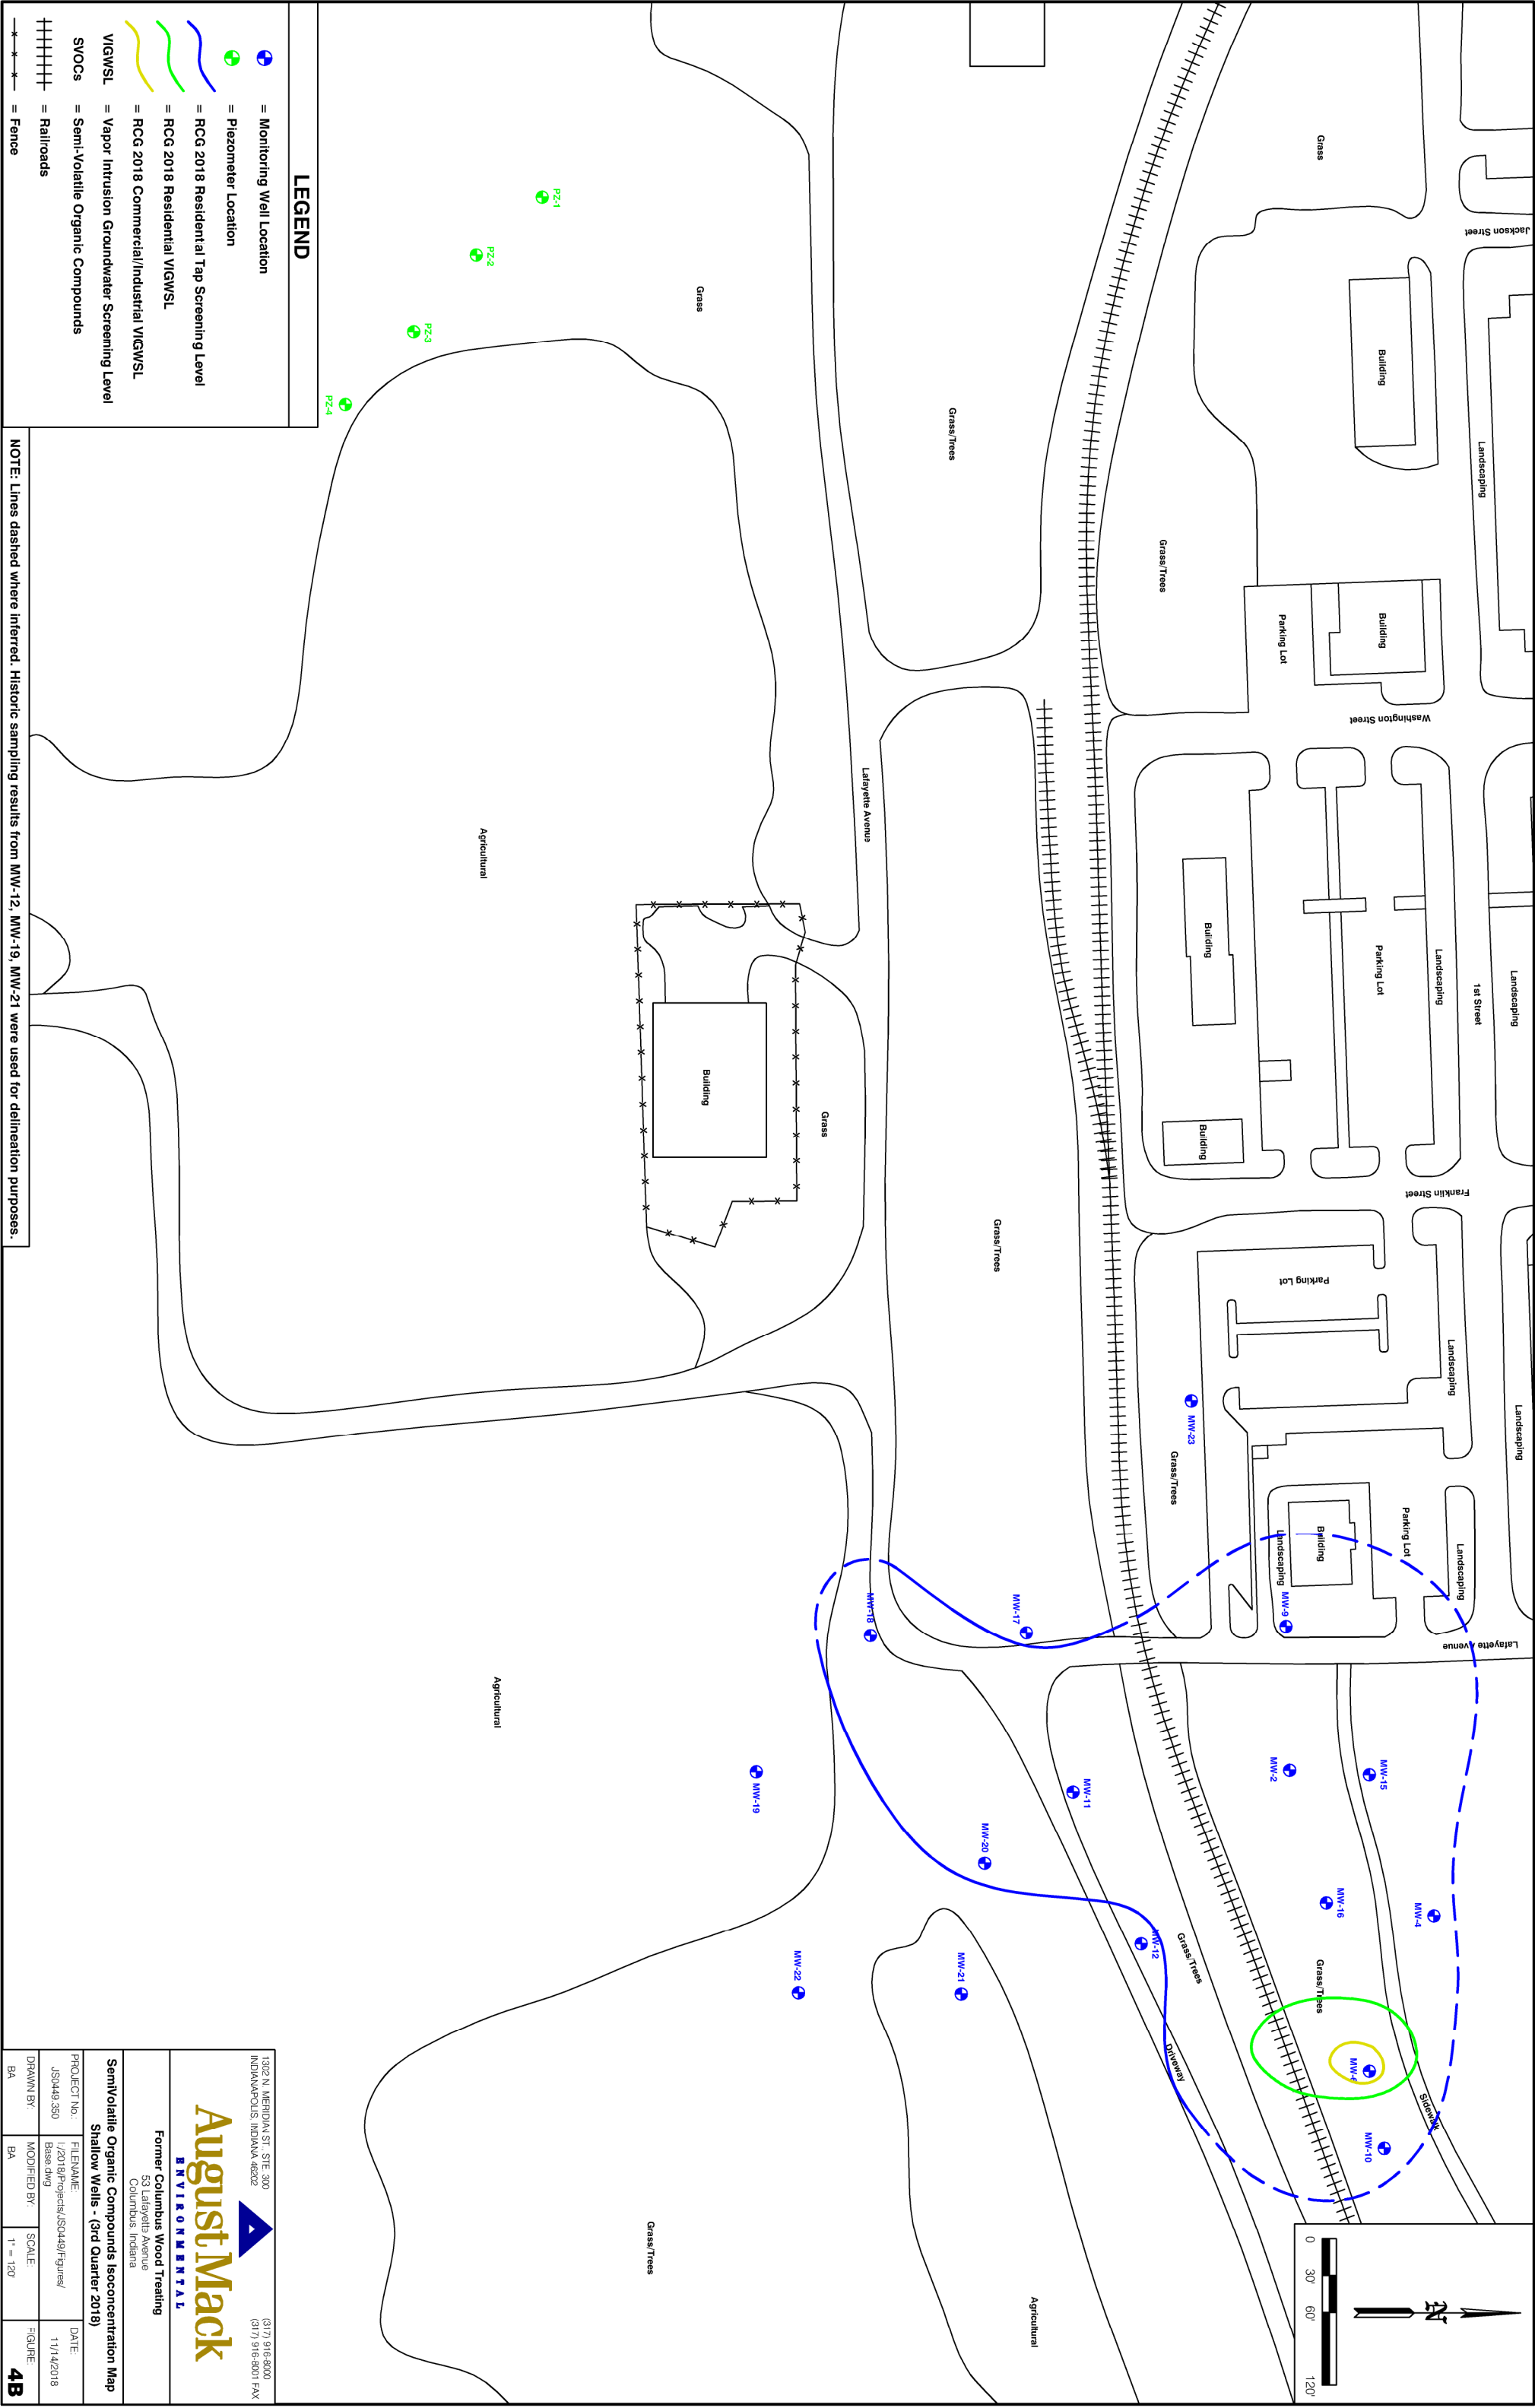 Jackson Street
Grass
Building
Landscaping
Grass/Trees
Parking Lot
Building
Washington Street
Grass/Trees
Grass
PZ-1
PZ-2
PZ-3
PZ-4
Lafayette Avenue
Agricultural
Building
Grass
Building
Building
Parking Lot
Landscaping
1st Street
Landscaping
Franklin Street
Grass/Trees
Parking Lot
Landscaping
Landscaping
MW-23
Grass/Trees
Landscaping
Building
Parking Lot
Landscaping
MW-9
Lafayette Avenue
MW-17
MW-18
MW-19
MW-20
MW-11
MW-2
MW-15
MW-16
MW-4
MW-12
MW-21
MW-22
Grass/Trees
Grass/Trees
MW-6
MW-10
Driveway
Sidewalk
Agricultural
Grass/Trees
Agricultural
N
0 30' 60' 120'
LEGEND
= Monitoring Well Location
= Piezometer Location
= RCG 2018 Residental Tap Screening Level
= RCG 2018 Residential VIGWSL
= RCG 2018 Commercial/Industrial VIGWSL
VIGWSL = Vapor Intrusion Groundwater Screening Level
SVOCs = Semi-Volatile Organic Compounds
= Railroads
= Fence
NOTE: Lines dashed where inferred. Historic sampling results from MW-12, MW-19, MW-21 were used for delineation purposes.
1302 N. MERIDIAN ST., STE. 300
INDIANAPOLIS, INDIANA 46202
(317) 916-8000
(317) 916-8001 FAX
August Mack
ENVIRONMENTAL
Former Columbus Wood Treating
53 Lafayette Avenue
Columbus, Indiana
SemiVolatile Organic Compounds Isoconcentration Map
Shallow Wells - (3rd Quarter 2018)
PROJECT No.:
JS0449.350
FILENAME:
I:/2018/Projects/JS0449/Figures/
Base.dwg
DATE:
11/14/2018
DRAWN BY:
BA
MODIFIED BY:
BA
SCALE:
1" = 120'
FIGURE:
4B